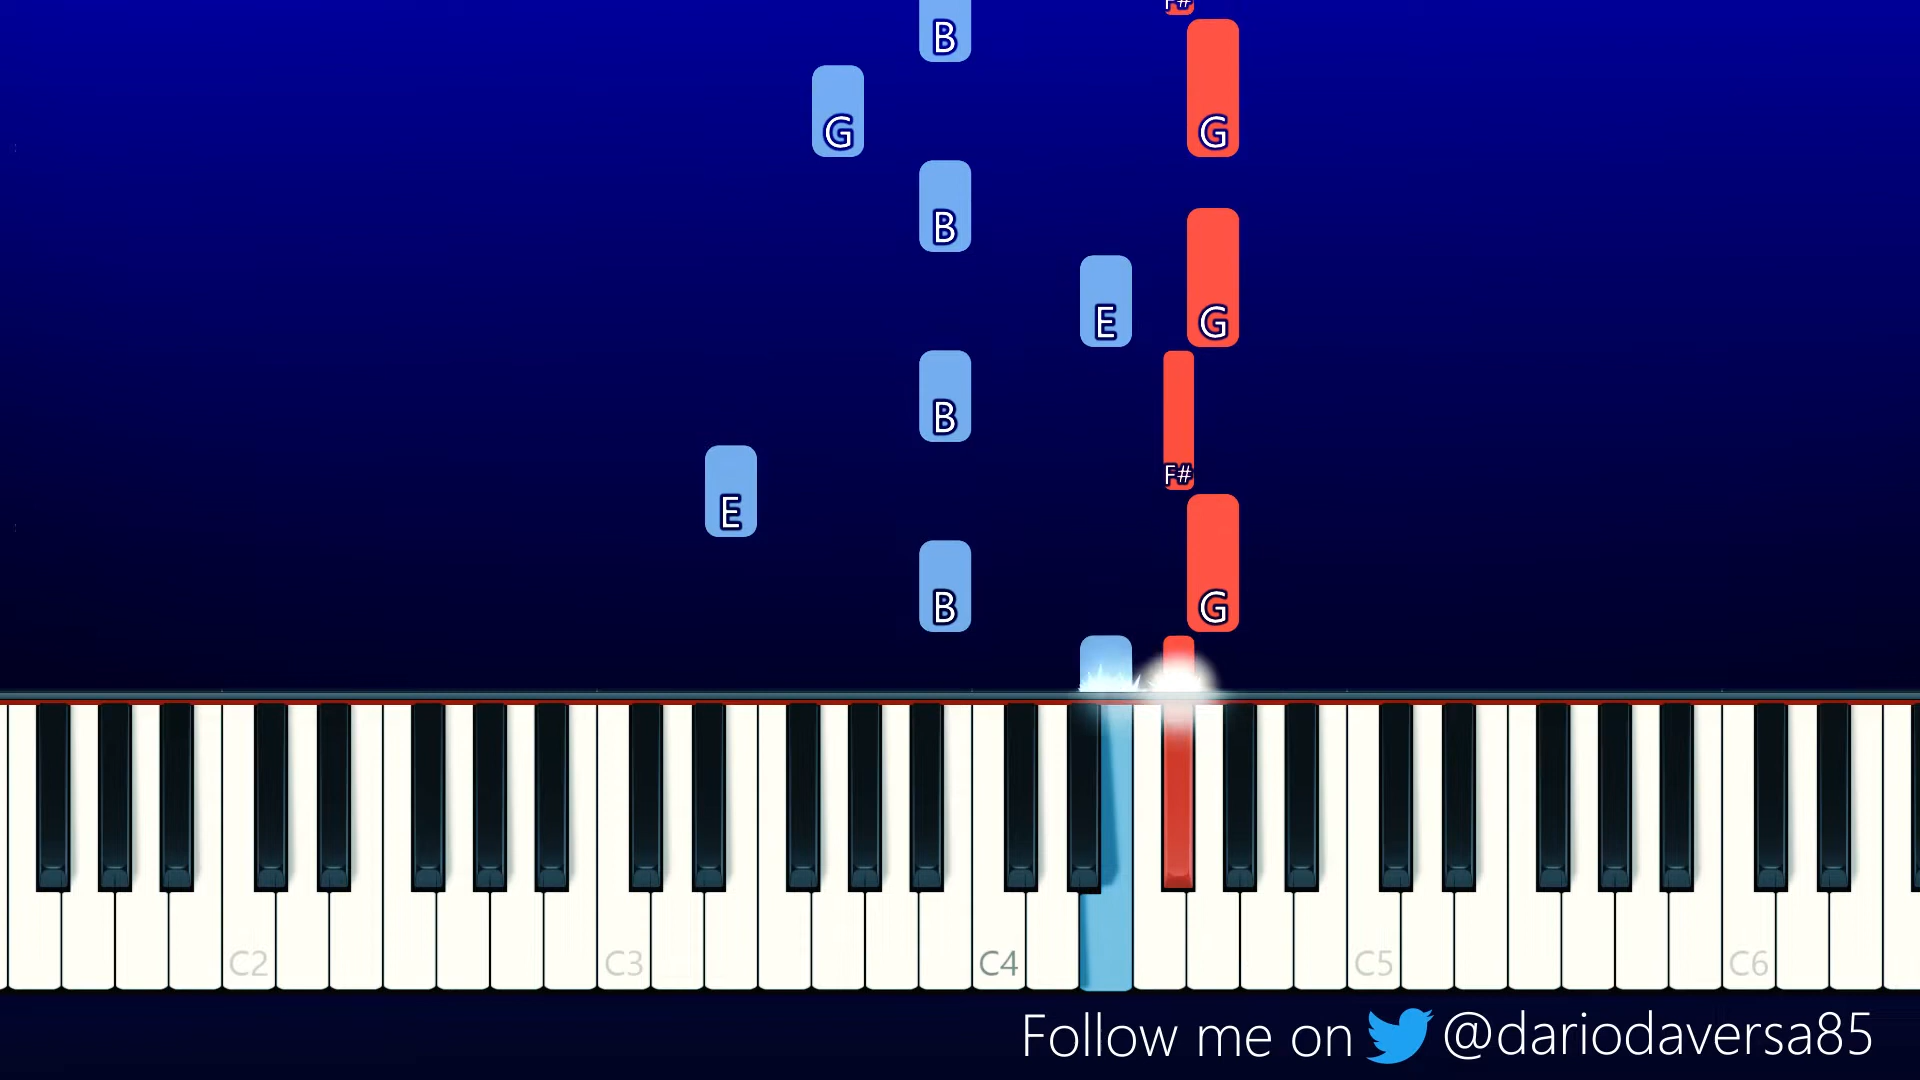 F#
B
G G
B
E G
B
F#
E
B G
C2 C3 C4 C5 C6
Follow me on @dariodaversa85